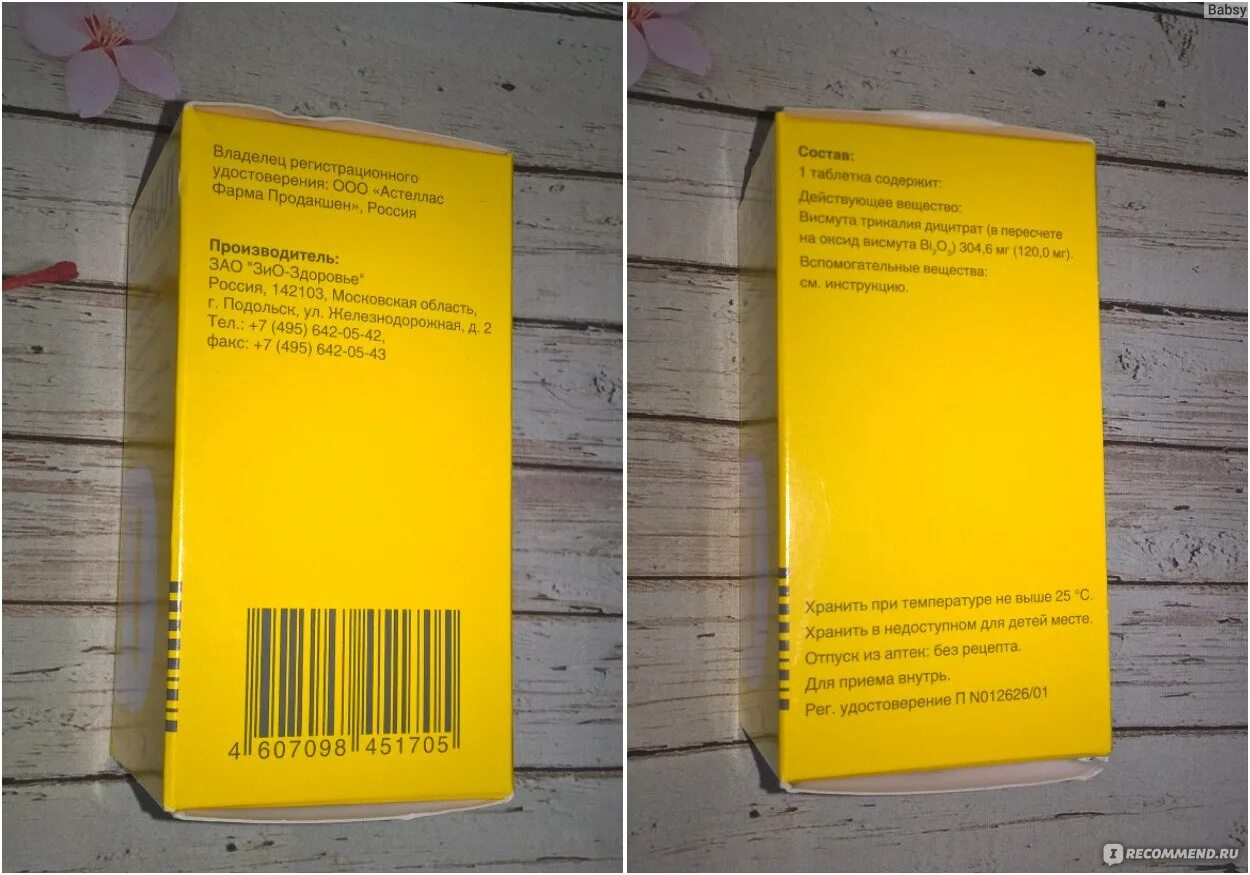 Владелец регистрационного
удостоверения: ООО «Астеллас
Фарма Продакшен», Россия
Производитель:
ЗАО "ЗиО-Здоровье"
Россия, 142103, Московская область,
г. Подольск, ул. Железнодорожная, д. 2
Тел.: +7 (495) 642-05-42,
факс: +7 (495) 642-05-43
4 607098 451705
Babsy
Состав:
1 таблетка содержит:
Действующее вещество:
Висмута трикалия дицитрат (в пересчете
на оксид висмута Bi₂O₃) 304,6 мг (120,0 мг).
Вспомогательные вещества:
см. инструкцию.
Хранить при температуре не выше 25 °С.
Хранить в недоступном для детей месте.
Отпуск из аптек: без рецепта.
Для приема внутрь.
Рег. удостоверение П N012626/01
IRECOMMEND.RU